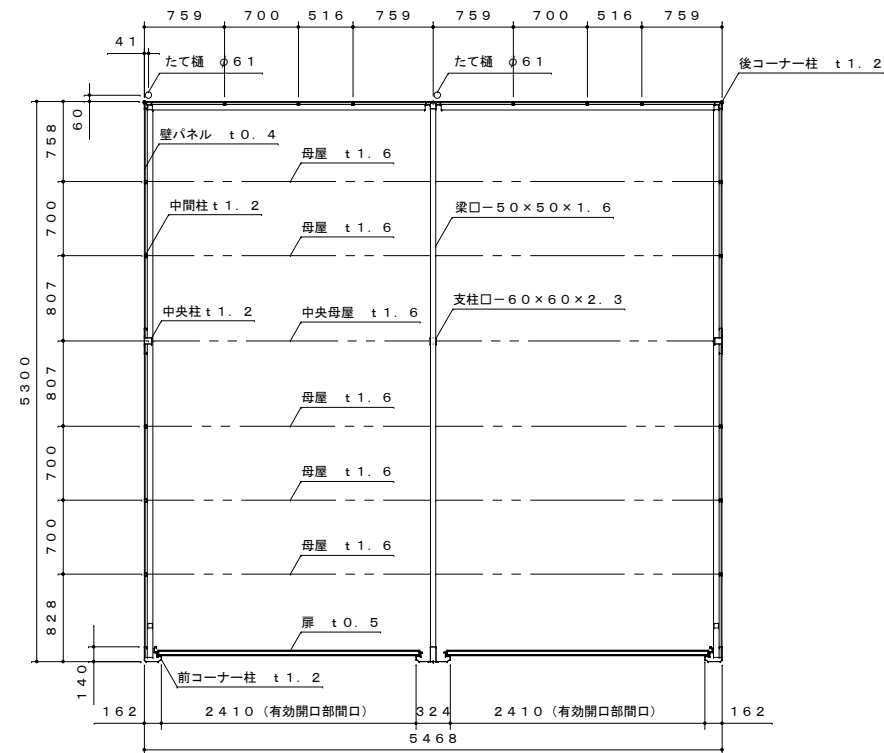 759 700 516 759 759 700 516 759
41
たて樋 φ61 たて樋 φ61 後コーナー柱 t1.2
60
758
壁パネル t0.4
母屋 t1.6
700
中間柱t1.2 梁口−50×50×1.6
母屋 t1.6
807
中央柱t1.2 中央母屋 t1.6 支柱口−60×60×2.3
5300
807
母屋 t1.6
700
母屋 t1.6
700
母屋 t1.6
828
扉 t0.5
140
前コーナー柱 t1.2
162 2410(有効開口部間口) 324 2410(有効開口部間口) 162
5468